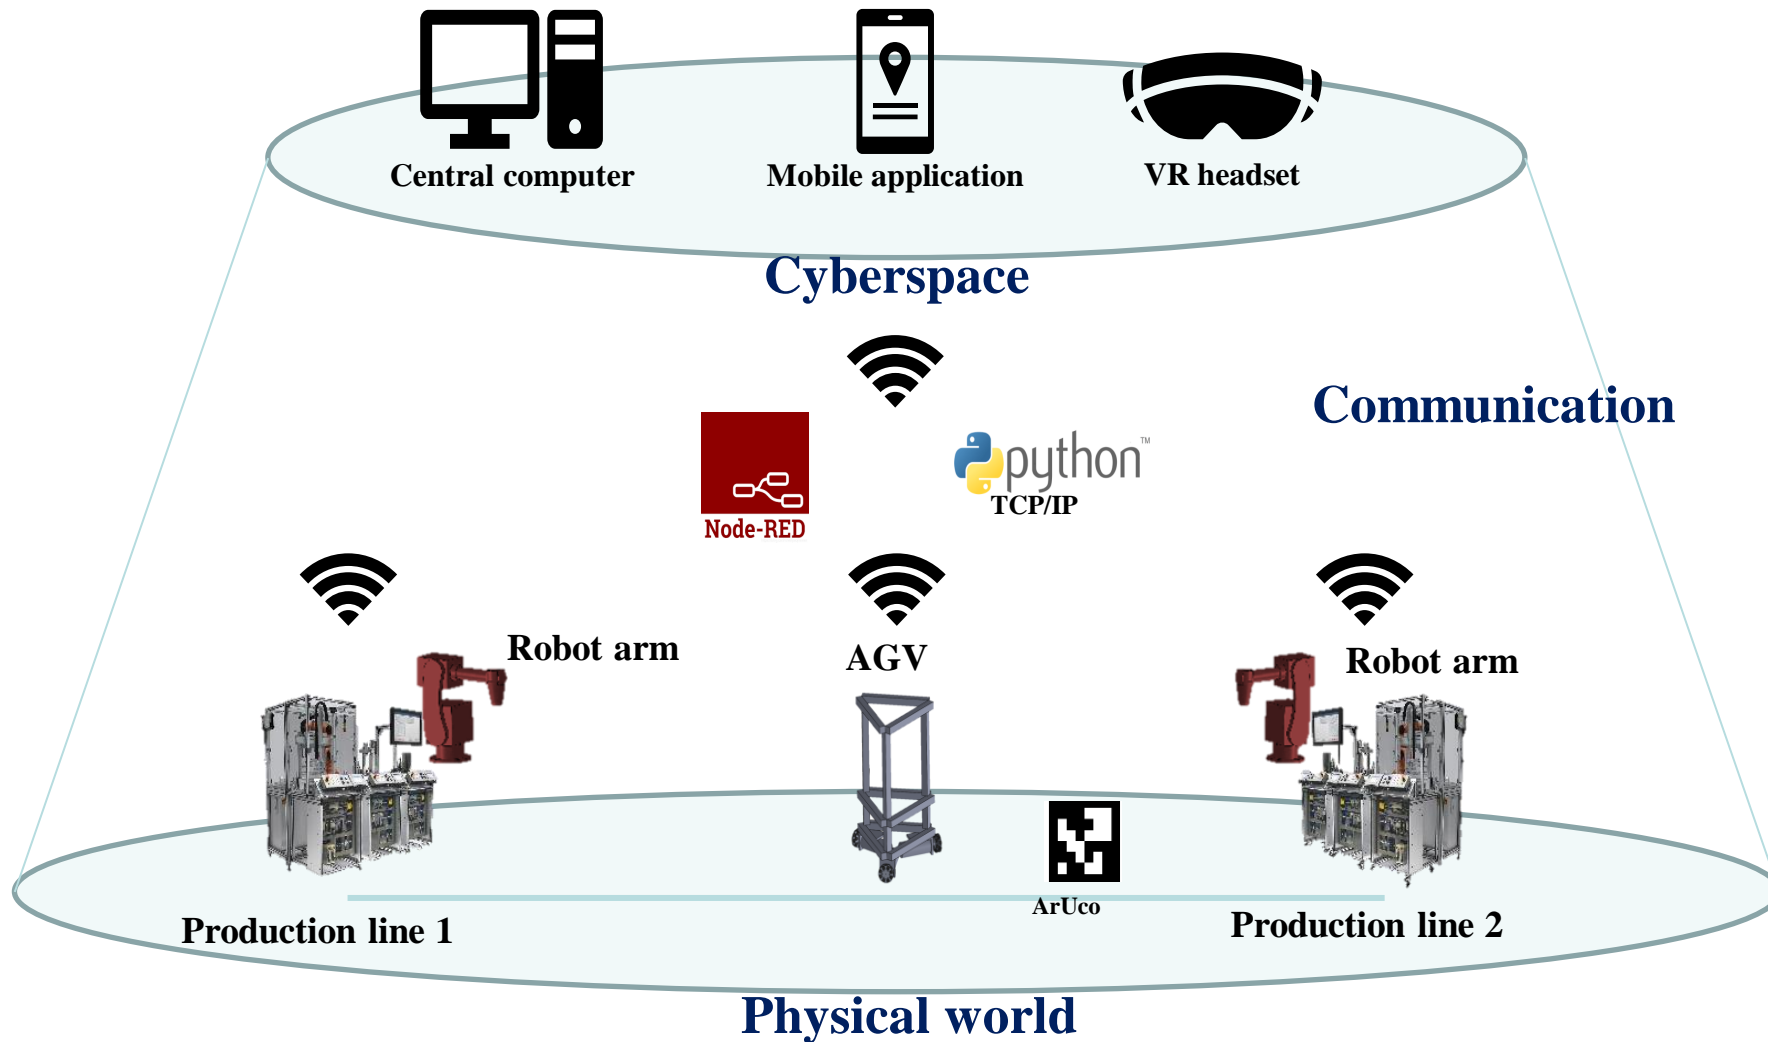 Central computer
Mobile application
VR headset
Cyberspace
Communication
Node-RED
python™
TCP/IP
Robot arm
AGV
Robot arm
ArUco
Production line 1
Production line 2
Physical world